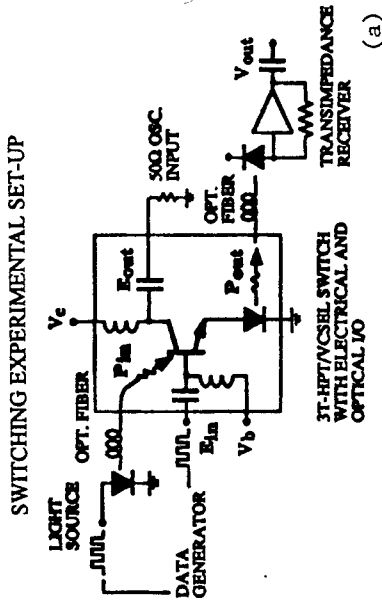 SWITCHING EXPERIMENTAL SET-UP
LIGHT
SOURCE
OPT. FIBER
DATA
GENERATOR
Pin
Ein
Vb
Vc
Eout
50Ω OSC.
INPUT
Pout
OPT.
FIBER
Vout
TRANSIMPEDANCE
RECEIVER
3T-HPT/VCSEL SWITCH
WITH ELECTRICAL AND
OPTICAL I/O
(a)